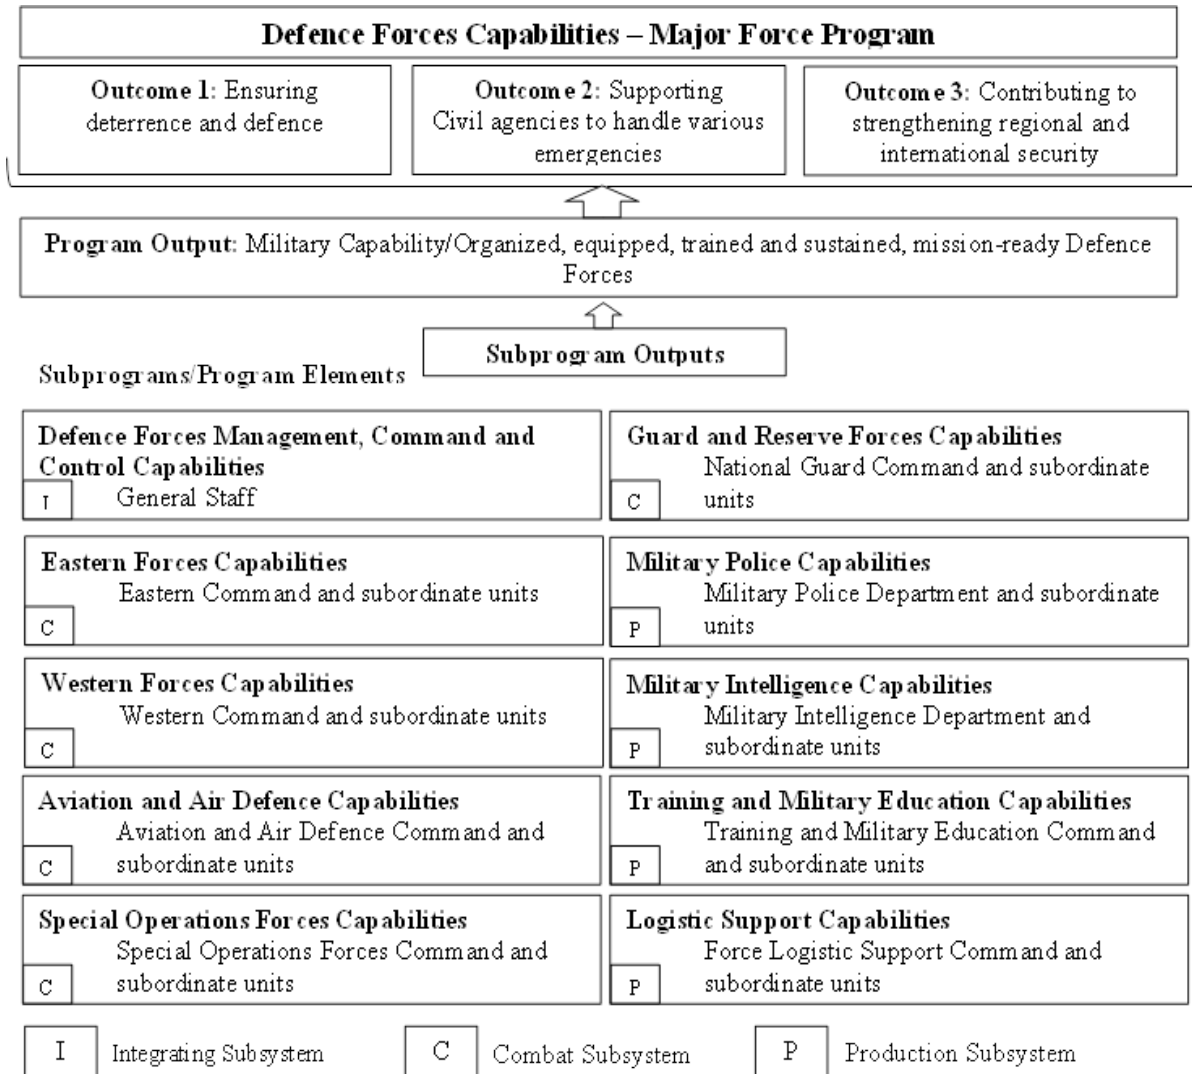 Defence Forces Capabilities – Major Force Program
Outcome 1: Ensuring
deterrence and defence
Outcome 2: Supporting
Civil agencies to handle various
emergencies
Outcome 3: Contributing to
strengthening regional and
international security
Program Output: Military Capability/Organized, equipped, trained and sustained, mission-ready Defence
Forces
Subprogram Outputs
Subprograms/Program Elements
Defence Forces Management, Command and
Control Capabilities
General Staff
I
Guard and Reserve Forces Capabilities
National Guard Command and subordinate
units
C
Eastern Forces Capabilities
Eastern Command and subordinate units
C
Military Police Capabilities
Military Police Department and subordinate
units
P
Western Forces Capabilities
Western Command and subordinate units
C
Military Intelligence Capabilities
Military Intelligence Department and
subordinate units
P
Aviation and Air Defence Capabilities
Aviation and Air Defence Command and
subordinate units
C
Training and Military Education Capabilities
Training and Military Education Command
and subordinate units
P
Special Operations Forces Capabilities
Special Operations Forces Command and
subordinate units
C
Logistic Support Capabilities
Force Logistic Support Command and
subordinate units
P
I Integrating Subsystem
C Combat Subsystem
P Production Subsystem